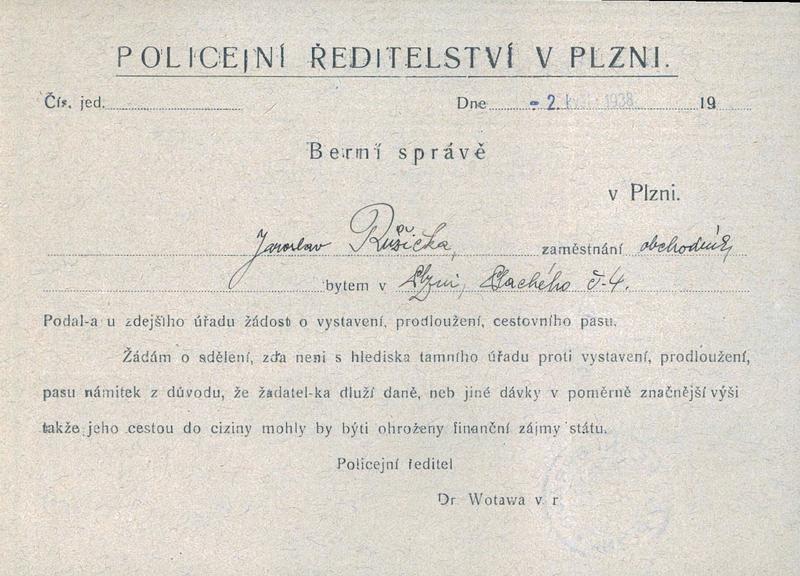 POLICEJNÍ ŘEDITELSTVÍ V PLZNI.
Čís. jed. Dne - 2. 1938 19
Berní správě
v Plzni.
Jaroslav Růžička, zaměstnání obchodník
bytem v Plzni, Plachého č-4.
Podal-a u zdejšího úřadu žádost o vystavení, prodloužení, cestovního pasu.
Žádám o sdělení, zda neni s hlediska tamního úřadu proti vystavení, prodloužení,
pasu námitek z důvodu, že žadatel-ka dluží daně, neb jiné dávky v poměrně značnější výši
takže jeho cestou do ciziny mohly by býti ohroženy finanční zájmy státu.
Policejní ředitel
Dr Wotawa v. r